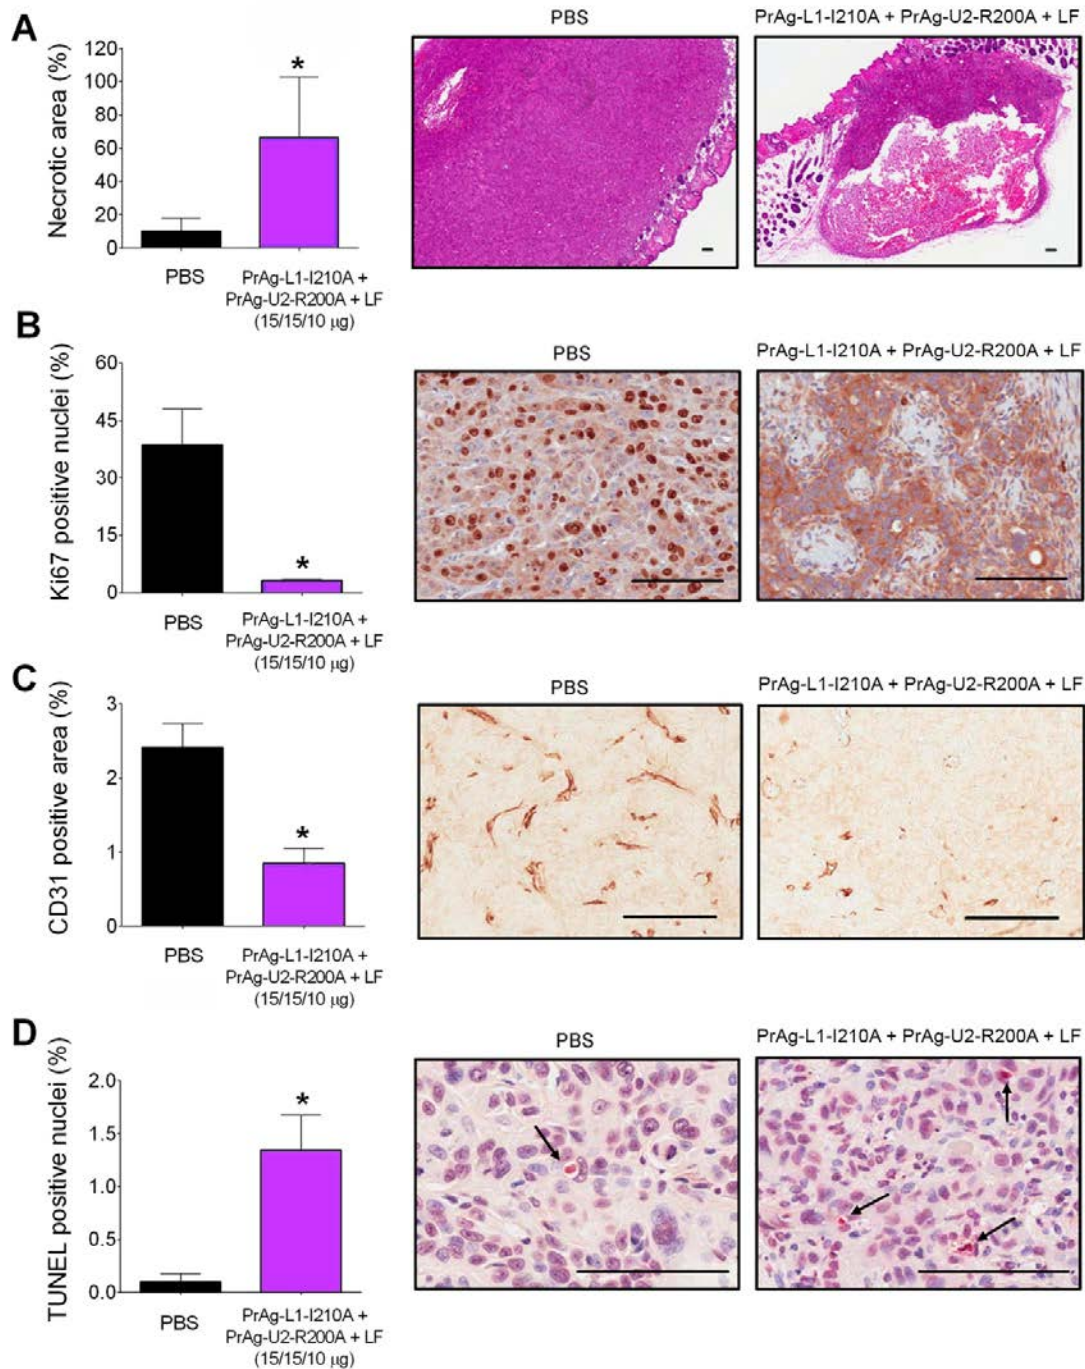 A
PBS
PrAg-L1-I210A + PrAg-U2-R200A + LF
Necrotic area (%)
120
100
80
60
40
20
0
*
PBS
PrAg-L1-I210A +
PrAg-U2-R200A + LF
(15/15/10 μg)
B
PBS
PrAg-L1-I210A + PrAg-U2-R200A + LF
Ki67 positive nuclei (%)
60
45
30
15
0
*
PBS
PrAg-L1-I210A +
PrAg-U2-R200A + LF
(15/15/10 μg)
C
PBS
PrAg-L1-I210A + PrAg-U2-R200A + LF
CD31 positive area (%)
3
2
1
0
*
PBS
PrAg-L1-I210A +
PrAg-U2-R200A + LF
(15/15/10 μg)
D
PBS
PrAg-L1-I210A + PrAg-U2-R200A + LF
TUNEL positive nuclei (%)
2.0
1.5
1.0
0.5
0.0
*
PBS
PrAg-L1-I210A +
PrAg-U2-R200A + LF
(15/15/10 μg)